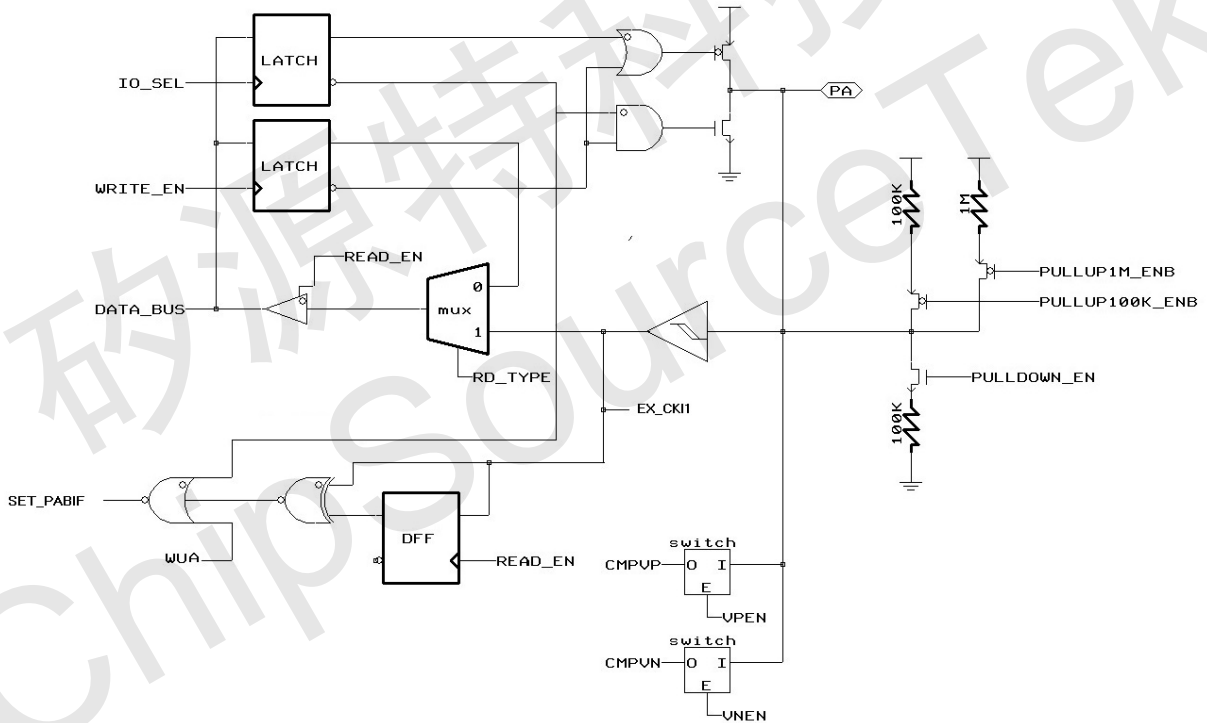 LATCH
IO_SEL
PA
LATCH
WRITE_EN
100K
1M
READ_EN
PULLUP1M_ENB
0
DATA_BUS
mux
PULLUP100K_ENB
1
RD_TYPE
PULLDOWN_EN
EX_CKI1
100K
SET_PABIF
DFF
WUA
READ_EN
switch
CMPVP
O I
E
VPEN
switch
CMPVN
O I
E
VNEN
矽源特科技
ChipSourceTek